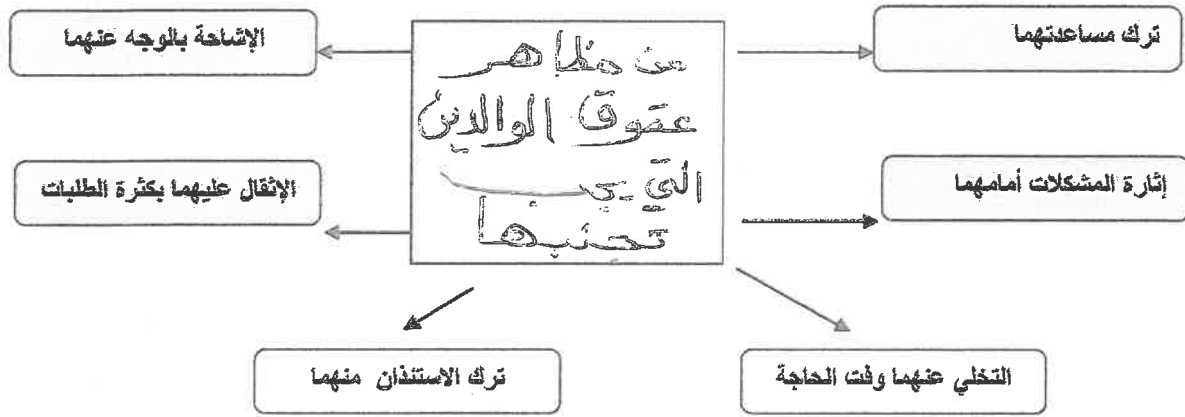 من مظاهر
عقوق الوالدين
التي يجب
تجنبها
ترك مساعدتهما
الإشاحة بالوجه عنهما
إثارة المشكلات أمامهما
الإثقال عليهما بكثرة الطلبات
التخلي عنهما وقت الحاجة
ترك الاستئذان منهما